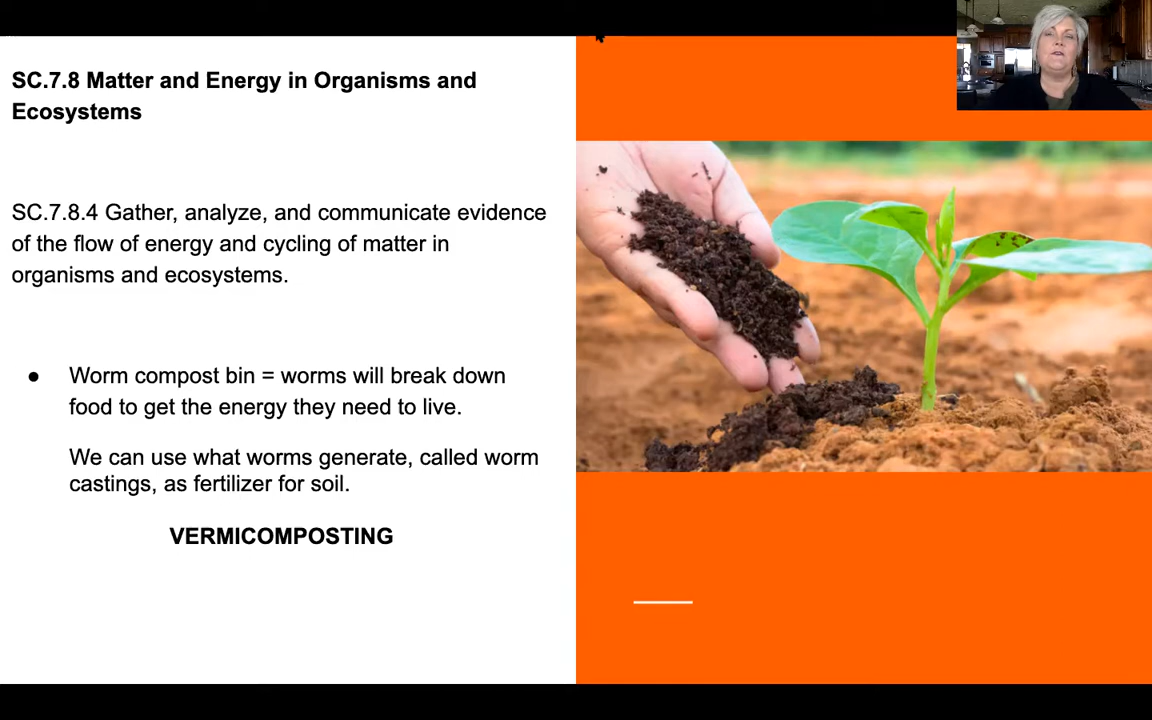 SC.7.8 Matter and Energy in Organisms and
Ecosystems
SC.7.8.4 Gather, analyze, and communicate evidence
of the flow of energy and cycling of matter in
organisms and ecosystems.
● Worm compost bin = worms will break down
food to get the energy they need to live.
We can use what worms generate, called worm
castings, as fertilizer for soil.
VERMICOMPOSTING